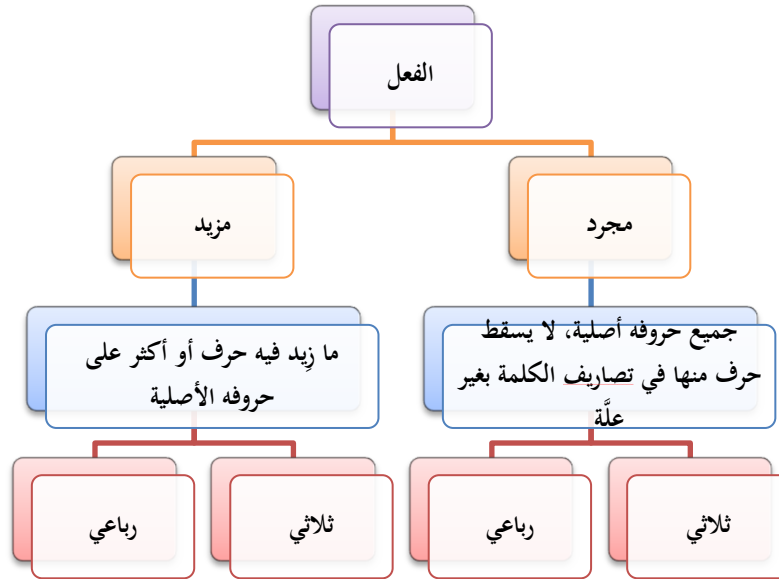 الفعل
مجرد
مزيد
جميع حروفه أصلية، لا يسقط
حرف منها في تصاريف الكلمة بغير
علَّة
ما زِيد فيه حرف أو أكثر على
حروفه الأصلية
ثلاثي
رباعي
ثلاثي
رباعي